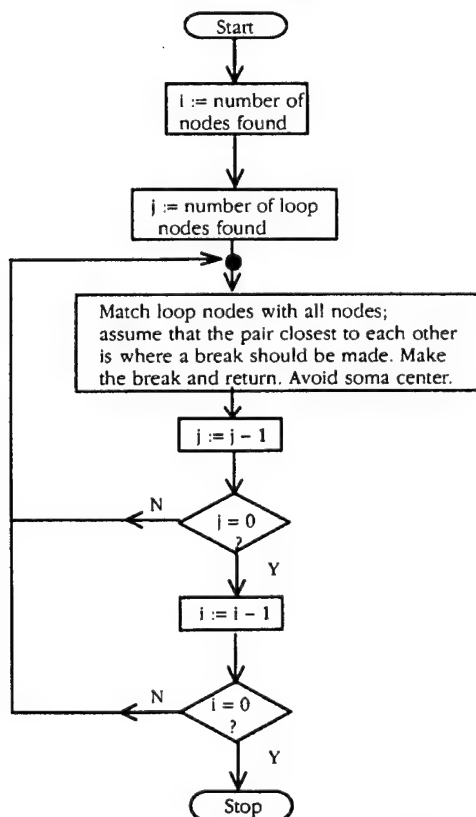 Start
i := number of
nodes found
j := number of loop
nodes found
Match loop nodes with all nodes;
assume that the pair closest to each other
is where a break should be made. Make
the break and return. Avoid soma center.
j := j - 1
N
j = 0
?
Y
i := i - 1
N
i = 0
?
Y
Stop